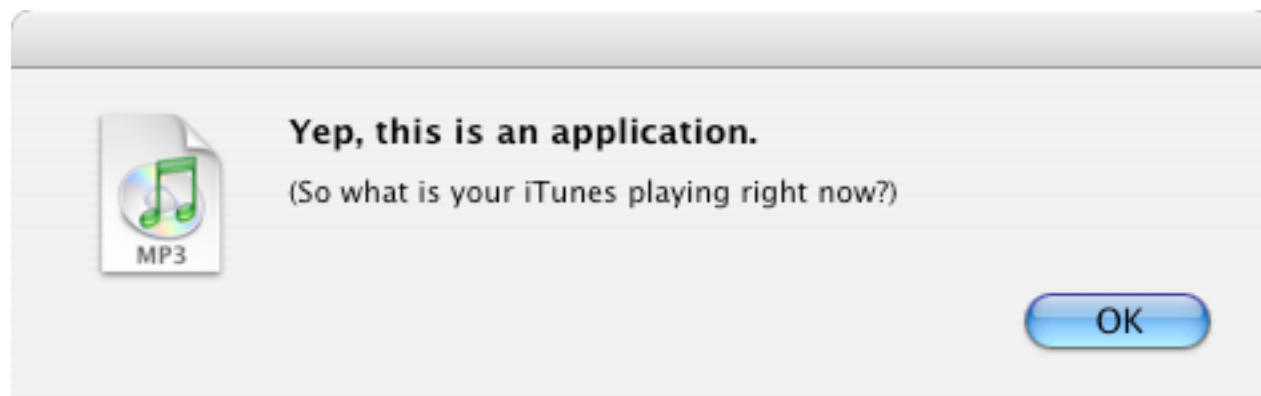 Yep, this is an application.
(So what is your iTunes playing right now?)
MP3
OK